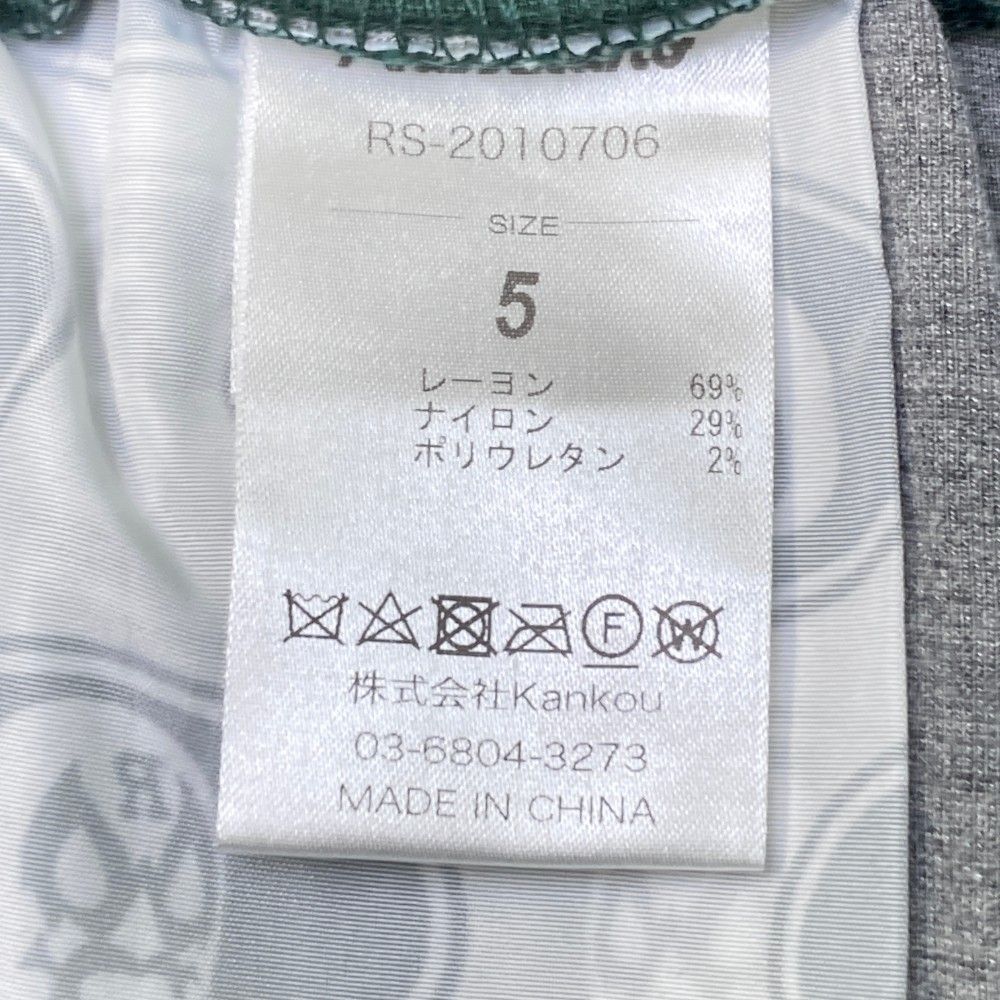 RS-2010706
SIZE
5
レーヨン 69%
ナイロン 29%
ポリウレタン 2%
F W
株式会社Kankou
03-6804-3273
MADE IN CHINA
R